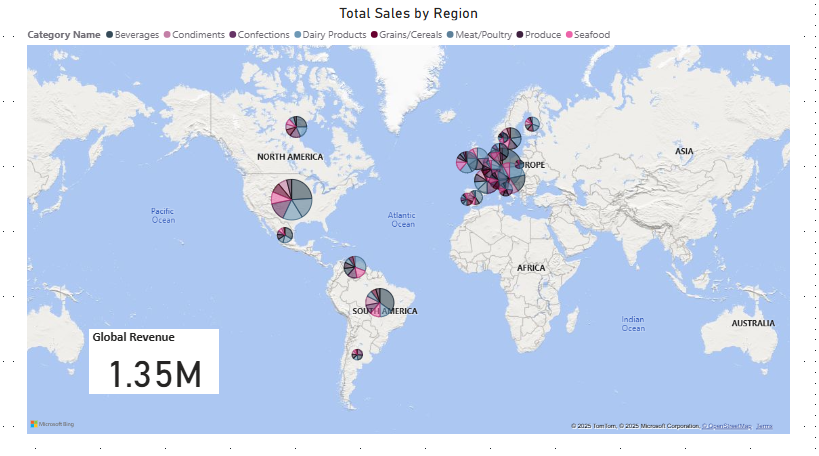 Total Sales by Region
Category Name Beverages Condiments Confections Dairy Products Grains/Cereals Meat/Poultry Produce Seafood
NORTH AMERICA
ASIA
Pacific
Ocean
Atlantic
Ocean
AFRICA
SOUTH AMERICA
Indian
Ocean
AUSTRALIA
Global Revenue
1.35M
Microsoft Bing
© 2025 TomTom, © 2025 Microsoft Corporation, © OpenStreetMap Terms